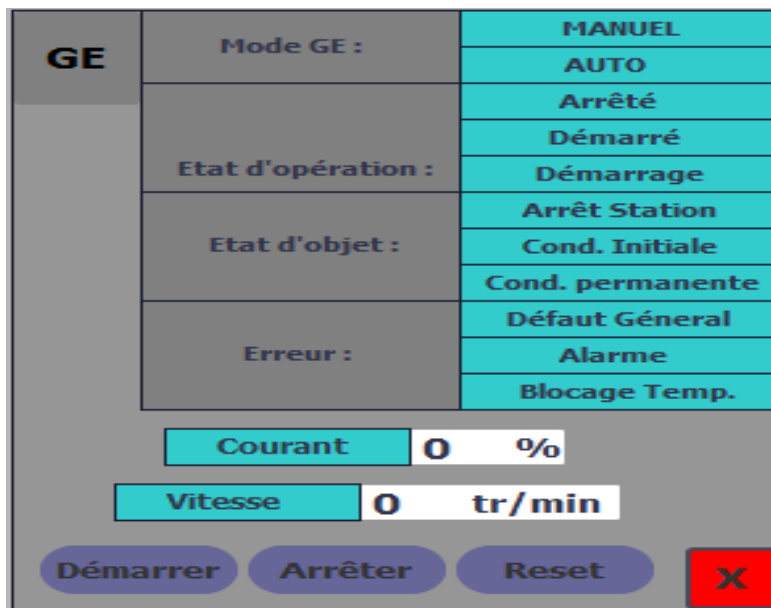 GE
Mode GE :
MANUEL
AUTO
Etat d'opération :
Arrêté
Démarré
Démarrage
Etat d'objet :
Arrêt Station
Cond. Initiale
Cond. permanente
Erreur :
Défaut Géneral
Alarme
Blocage Temp.
Courant 0 %
Vitesse 0 tr/min
Démarrer Arrêter Reset X